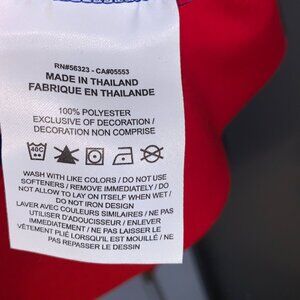 RN#56323 - CA#05553
MADE IN THAILAND
FABRIQUE EN THAILANDE
100% POLYESTER
EXCLUSIVE OF DECORATION /
DECORATION NON COMPRISE
40C
WASH WITH LIKE COLORS / DO NOT USE
SOFTENERS / REMOVE IMMEDIATELY / DO
NOT ALLOW TO LAY ON ITSELF WHEN WET /
DO NOT IRON DESIGN
LAVER AVEC COULEURS SIMILAIRES / NE PAS
UTILISER D'ADOUCISSEUR / ENLEVER
IMMÉDIATEMENT / NE PAS LAISSER LE
VÊTEMENT PLIÉ LORSQU'IL EST MOUILLÉ / NE
PAS REPASSER LE DESSIN